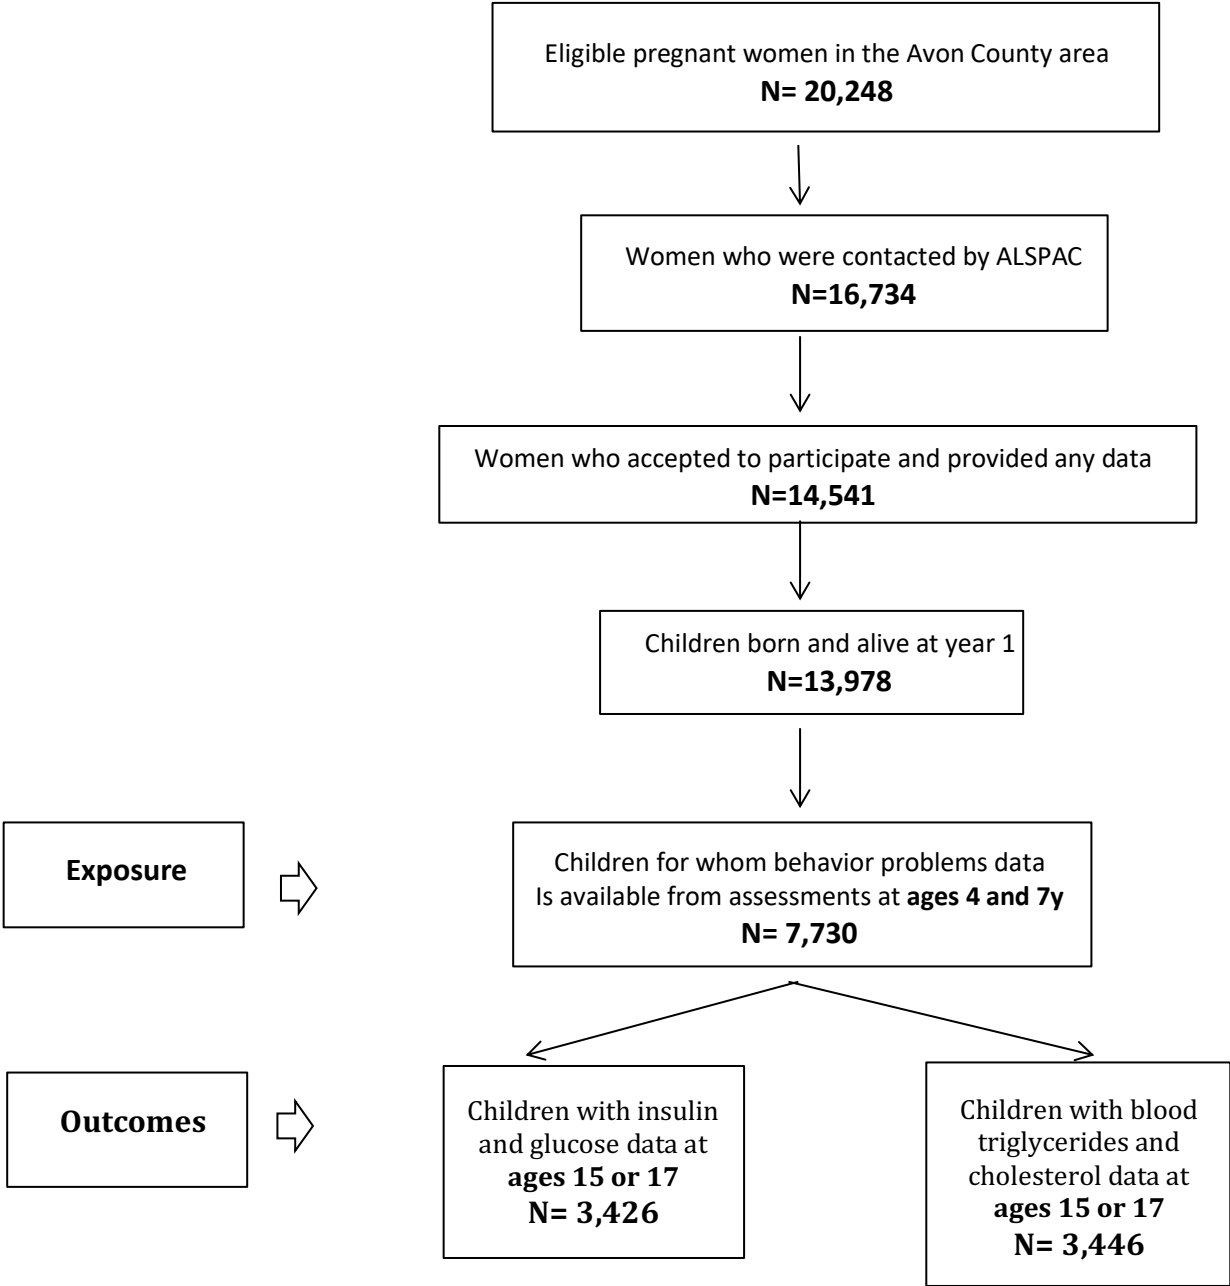 Eligible pregnant women in the Avon County area
N= 20,248
Women who were contacted by ALSPAC
N=16,734
Women who accepted to participate and provided any data
N=14,541
Children born and alive at year 1
N=13,978
Exposure
Children for whom behavior problems data
Is available from assessments at ages 4 and 7y
N= 7,730
Outcomes
Children with insulin
and glucose data at
ages 15 or 17
N= 3,426
Children with blood
triglycerides and
cholesterol data at
ages 15 or 17
N= 3,446